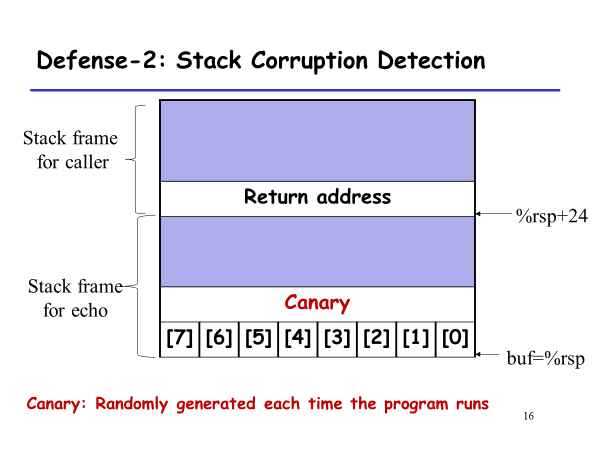 Defense-2: Stack Corruption Detection
Stack frame
for caller
Return address
%rsp+24
Stack frame
for echo
Canary
[7] [6] [5] [4] [3] [2] [1] [0]
buf=%rsp
Canary: Randomly generated each time the program runs
16